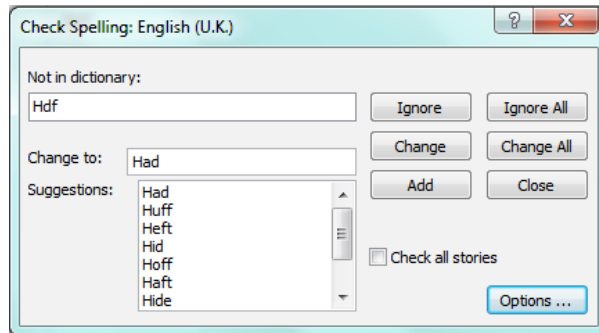 Check Spelling: English (U.K.)
Not in dictionary:
Hdf
Ignore
Ignore All
Change to:
Had
Change
Change All
Suggestions:
Had
Huff
Heft
Hid
Hoff
Haft
Hide
Add
Close
Check all stories
Options ...